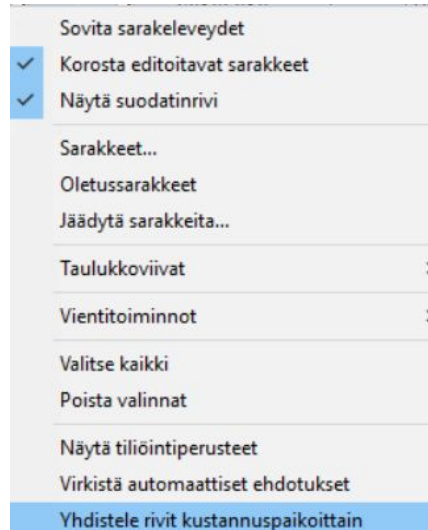 Sovita sarakeleveydet
Korosta editoitavat sarakkeet
Näytä suodatinrivi
Sarakkeet...
Oletussarakkeet
Jäädytä sarakkeita...
Taulukkoviivat
Vientitoiminnot
Valitse kaikki
Poista valinnat
Näytä tiliöintiperusteet
Virkistä automaattiset ehdotukset
Yhdistele rivit kustannuspaikoittain